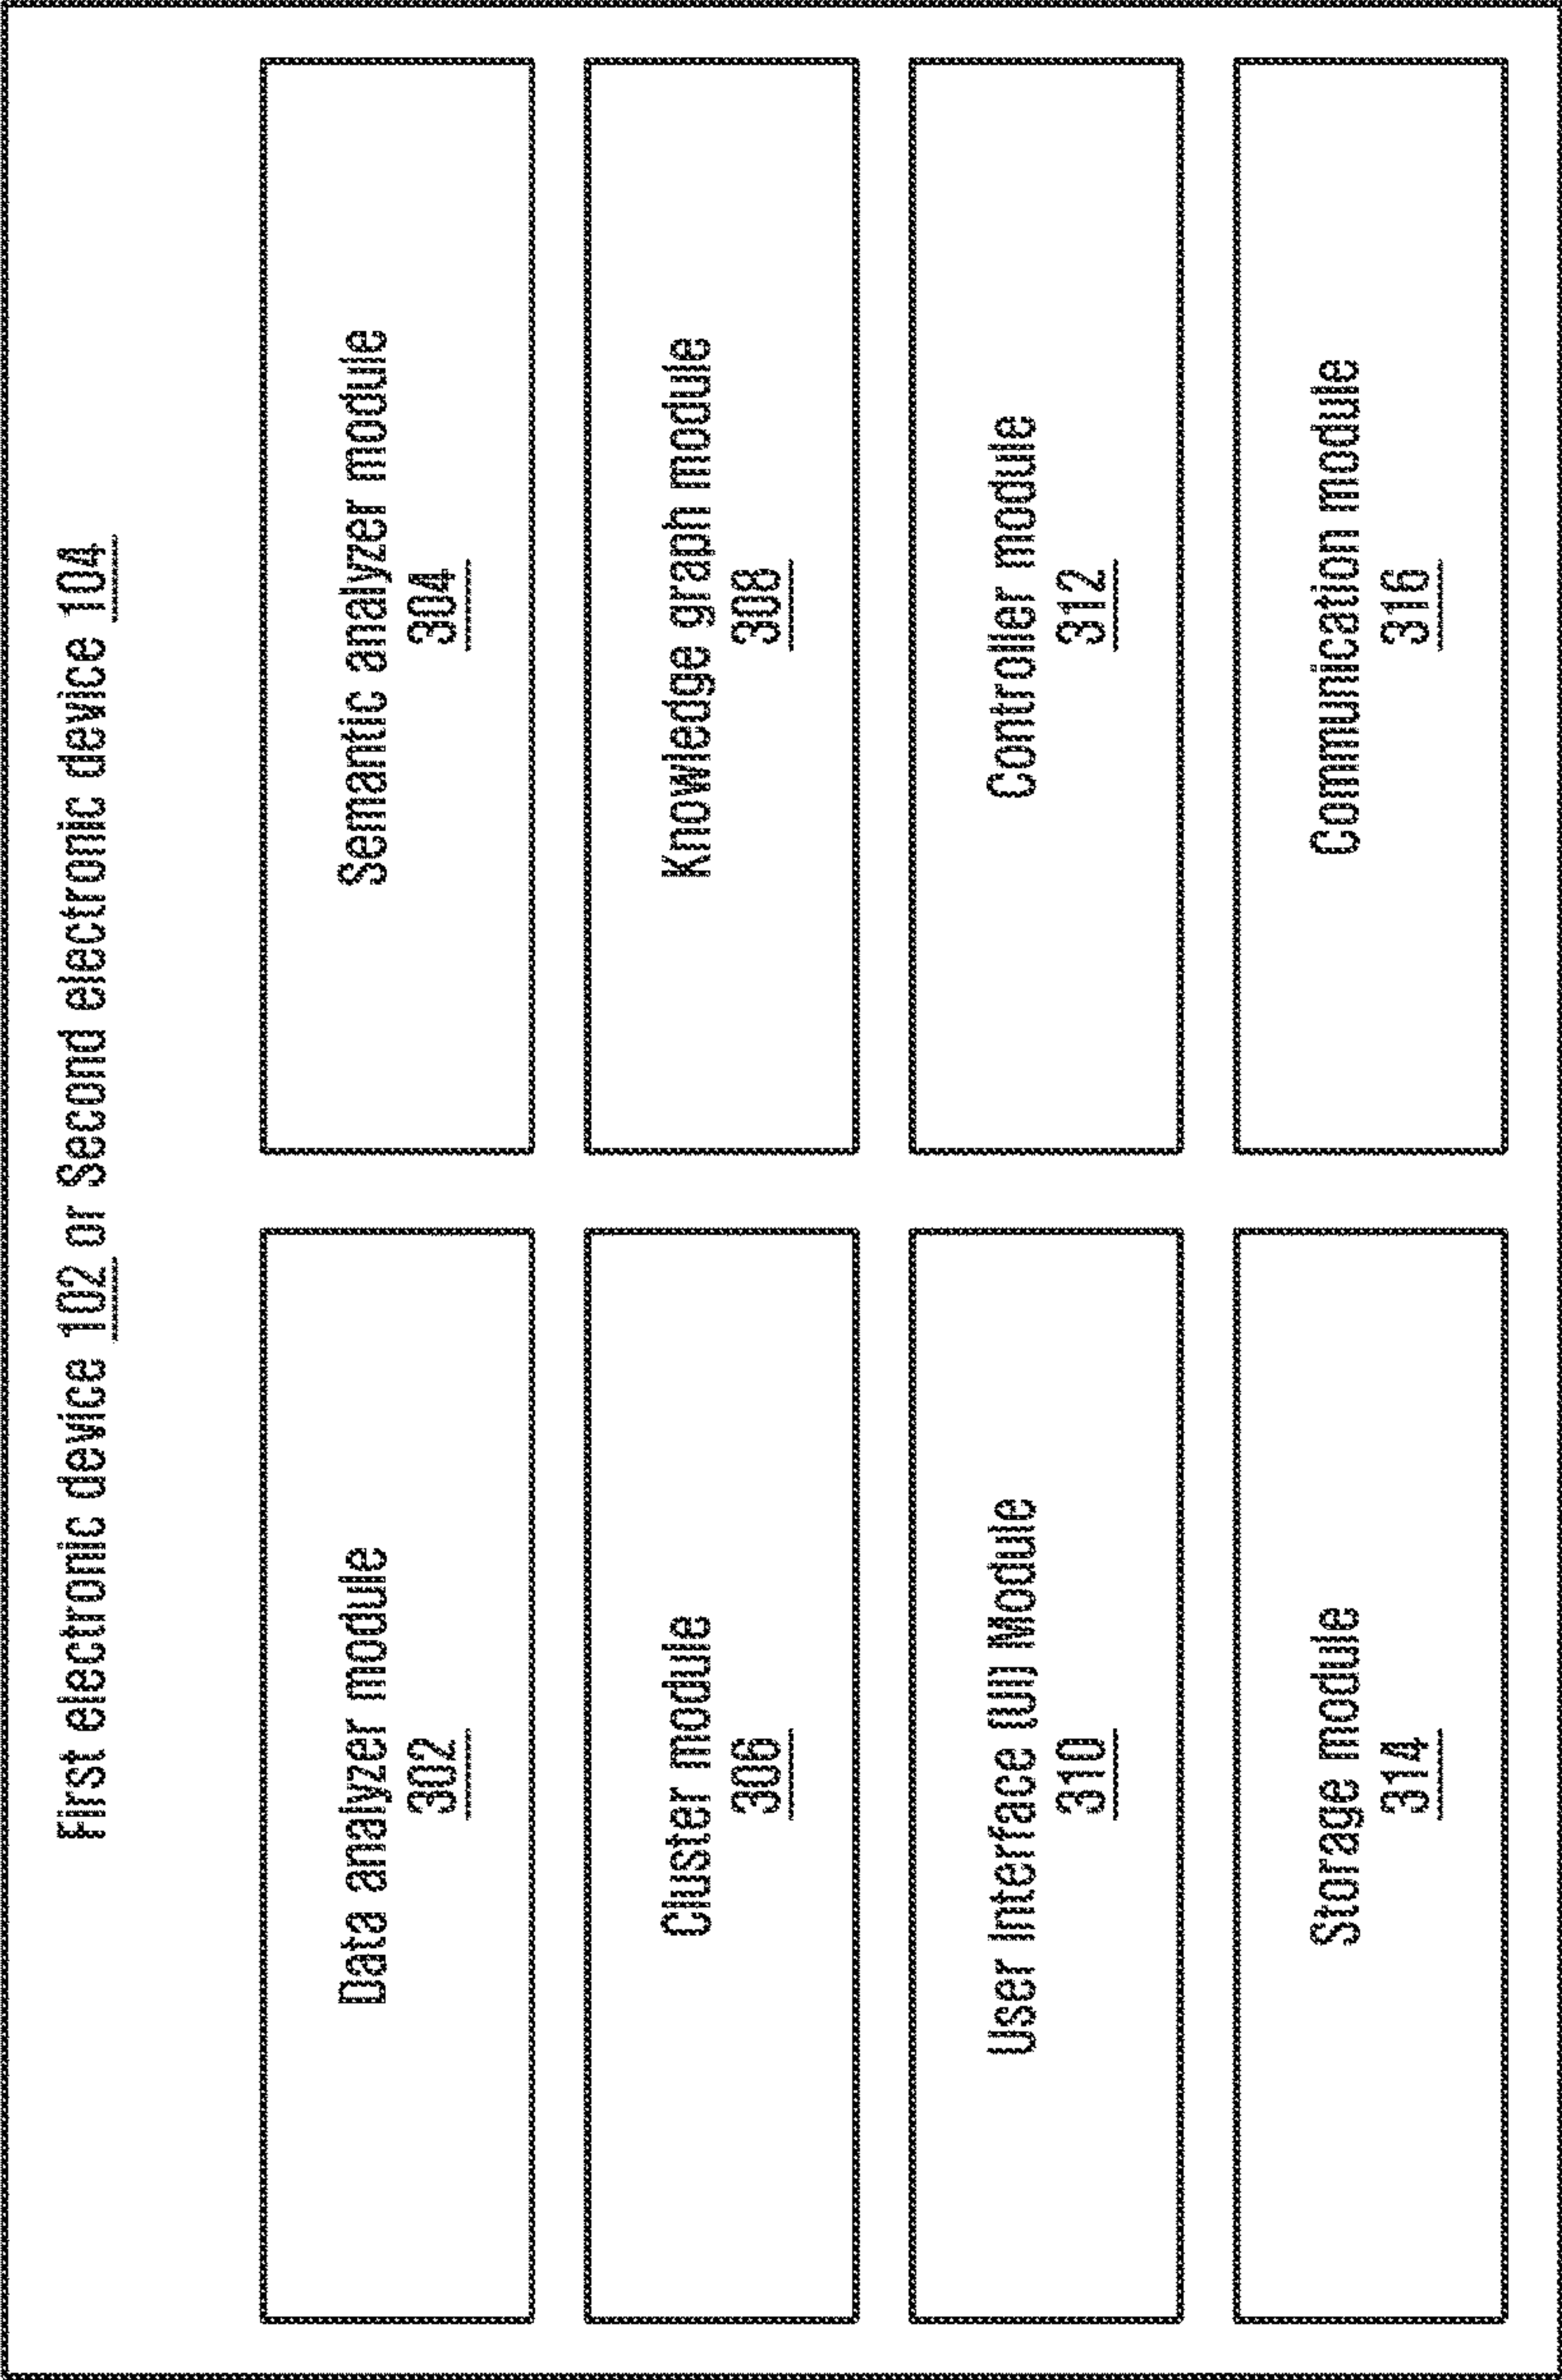 First electronic device 102 or Second electronic device 104
Data analyzer module
302
Semantic analyzer module
304
Cluster module
306
Knowledge graph module
308
User Interface (UI) Module
310
Controller module
312
Storage module
314
Communication module
316